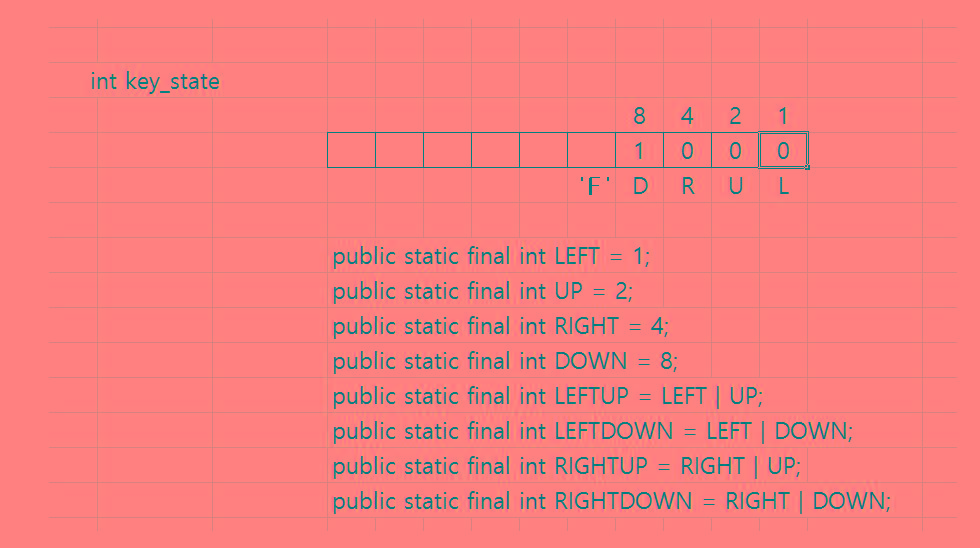 int key_state
8 4 2 1
1 0 0 0
'F' D R U L
public static final int LEFT = 1;
public static final int UP = 2;
public static final int RIGHT = 4;
public static final int DOWN = 8;
public static final int LEFTUP = LEFT | UP;
public static final int LEFTDOWN = LEFT | DOWN;
public static final int RIGHTUP = RIGHT | UP;
public static final int RIGHTDOWN = RIGHT | DOWN;